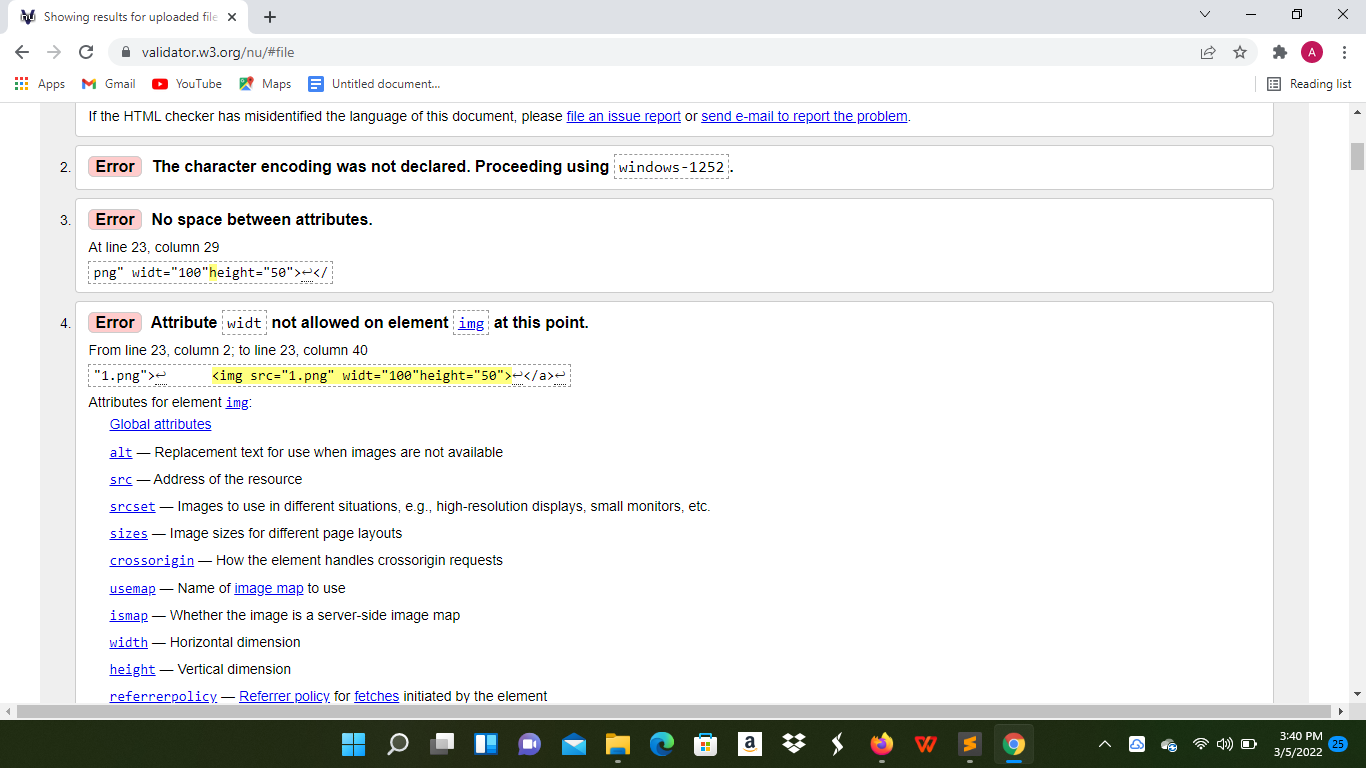 Showing results for uploaded file
validator.w3.org/nu/#file
A
Apps
Gmail
YouTube
Maps
Untitled document...
Reading list
If the HTML checker has misidentified the language of this document, please file an issue report or send e-mail to report the problem.
2. Error The character encoding was not declared. Proceeding using windows-1252.
3. Error No space between attributes.
At line 23, column 29
png" widt="100"height="50">↩</
4. Error Attribute widt not allowed on element img at this point.
From line 23, column 2; to line 23, column 40
"1.png">↩ <img src="1.png" widt="100"height="50">↩</a>↩
Attributes for element img:
Global attributes
alt — Replacement text for use when images are not available
src — Address of the resource
srcset — Images to use in different situations, e.g., high-resolution displays, small monitors, etc.
sizes — Image sizes for different page layouts
crossorigin — How the element handles crossorigin requests
usemap — Name of image map to use
ismap — Whether the image is a server-side image map
width — Horizontal dimension
height — Vertical dimension
referrerpolicy — Referrer policy for fetches initiated by the element
a
3:40 PM
3/5/2022
25